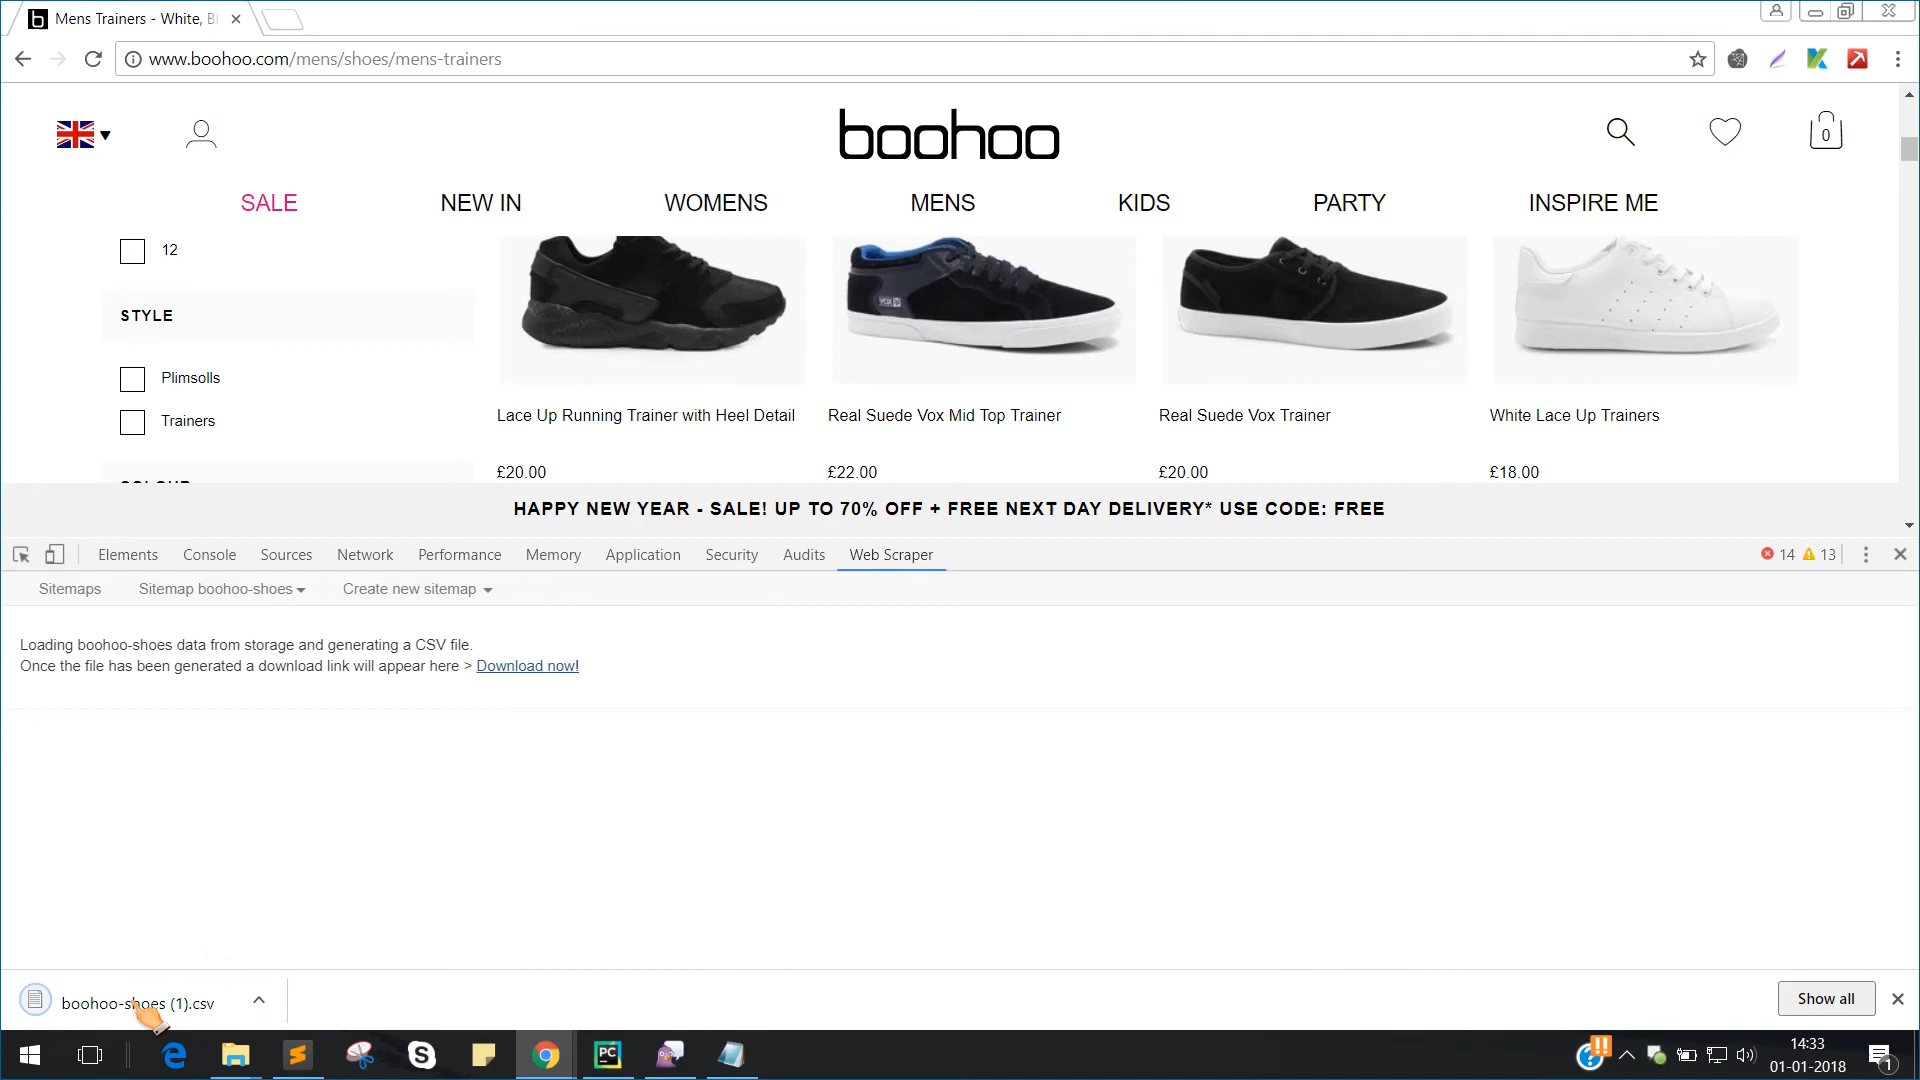 Mens Trainers - White, Bl
www.boohoo.com/mens/shoes/mens-trainers
boohoo
0
SALE
NEW IN
WOMENS
MENS
KIDS
PARTY
INSPIRE ME
12
STYLE
Plimsolls
Trainers
COLOUR
Lace Up Running Trainer with Heel Detail
Real Suede Vox Mid Top Trainer
Real Suede Vox Trainer
White Lace Up Trainers
£20.00
£22.00
£20.00
£18.00
HAPPY NEW YEAR - SALE! UP TO 70% OFF + FREE NEXT DAY DELIVERY* USE CODE: FREE
Elements
Console
Sources
Network
Performance
Memory
Application
Security
Audits
Web Scraper
14
13
Sitemaps
Sitemap boohoo-shoes
Create new sitemap
Loading boohoo-shoes data from storage and generating a CSV file.
Once the file has been generated a download link will appear here > Download now!
boohoo-shoes (1).csv
Show all
14:33
01-01-2018
1